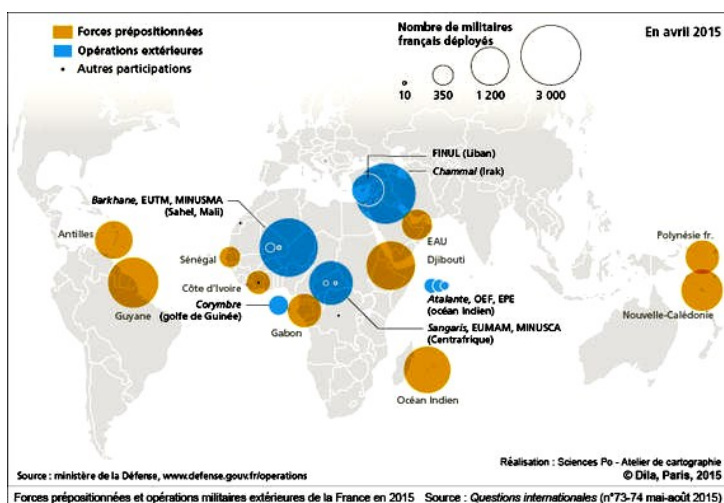 Forces prépositionnées
Opérations extérieures
Autres participations
Nombre de militaires
français déployés
10
350
1 200
3 000
En avril 2015
FINUL (Liban)
Chammal (Irak)
Barkhane, EUTM, MINUSMA
(Sahel, Mali)
Antilles
Guyane
Sénégal
Côte d'Ivoire
Corymbre
(golfe de Guinée)
Gabon
EAU
Djibouti
Atalante, OEF, EPE
(océan Indien)
Sangaris, EUMAM, MINUSCA
(Centrafrique)
Océan Indien
Polynésie fr.
Nouvelle-Calédonie
Source : ministère de la Défense, www.defense.gouv.fr/operations
Réalisation : Sciences Po - Atelier de cartographie
© Dila, Paris, 2015
Forces prépositionnées et opérations militaires extérieures de la France en 2015 Source : Questions internationales (n°73-74 mai-août 2015)